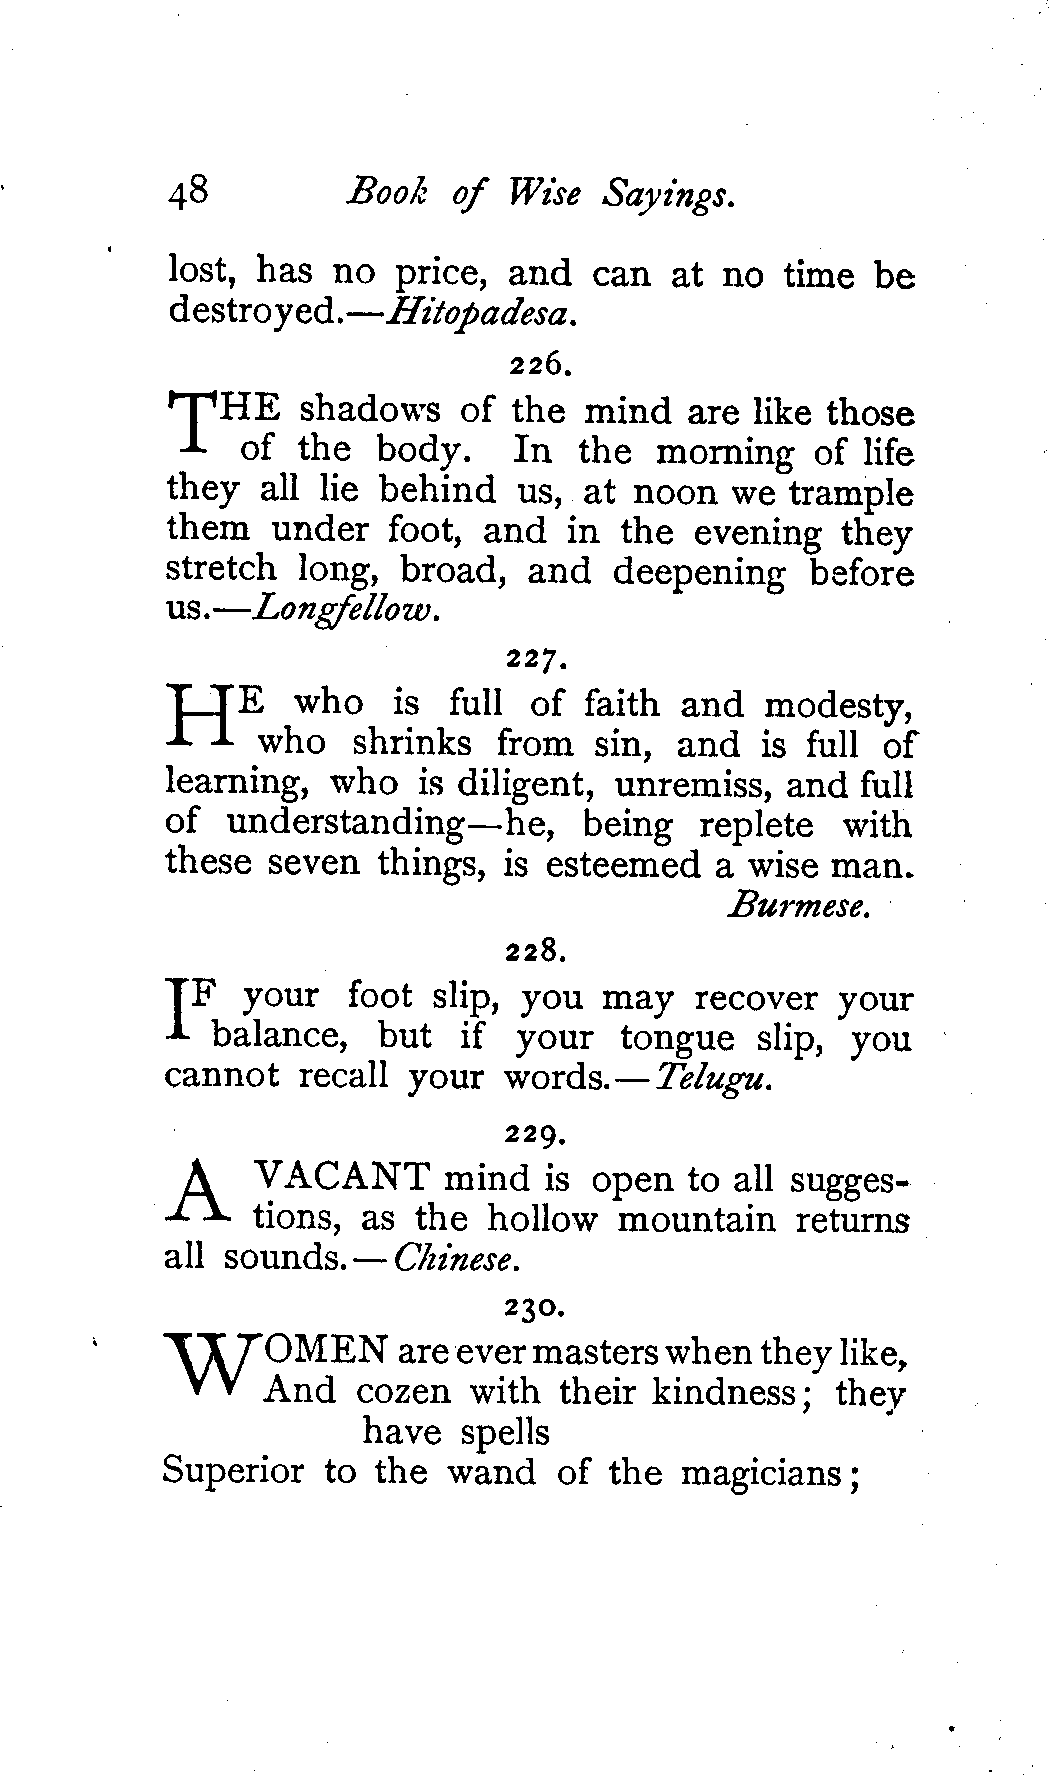 48 Book of Wise Sayings.
lost, has no price, and can at no time be
destroyed.—Hitopadesa.
226.
THE shadows of the mind are like those
of the body. In the morning of life
they all lie behind us, at noon we trample
them under foot, and in the evening they
stretch long, broad, and deepening before
us.—Longfellow.
227.
HE who is full of faith and modesty,
who shrinks from sin, and is full of
learning, who is diligent, unremiss, and full
of understanding—he, being replete with
these seven things, is esteemed a wise man.
Burmese.
228.
IF your foot slip, you may recover your
balance, but if your tongue slip, you
cannot recall your words.—Telugu.
229.
A VACANT mind is open to all sugges-
tions, as the hollow mountain returns
all sounds.—Chinese.
230.
WOMEN are ever masters when they like,
And cozen with their kindness; they
have spells
Superior to the wand of the magicians;